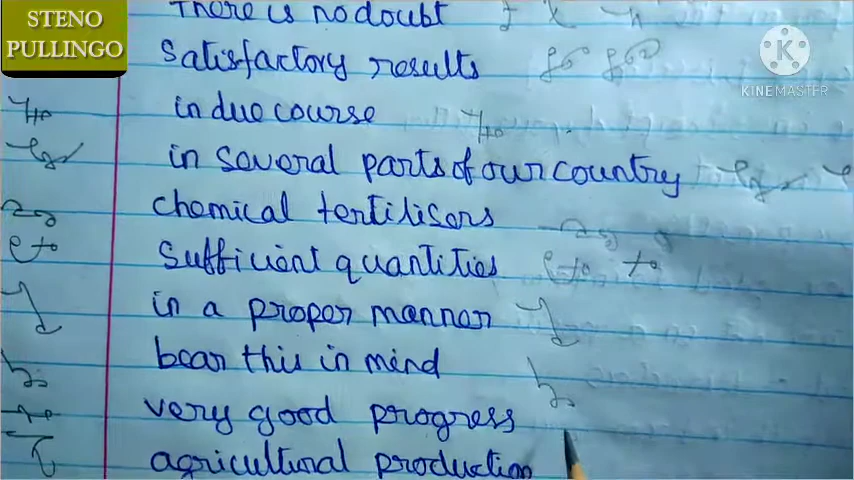 STENO
PULLINGO
There is no doubt
KINEMASTER
Satisfactory results
in due course
in several parts of our country
chemical fertilisers
sufficient quantities
in a proper manner
bear this in mind
very good progress
agricultural production